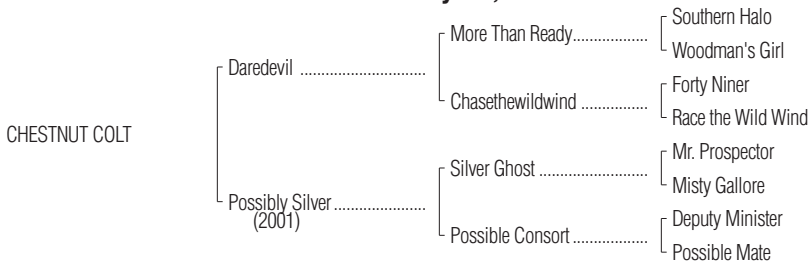 Southern Halo
More Than Ready.................
Woodman's Girl
Daredevil ..............................
Forty Niner
Chasethewildwind ...............
Race the Wild Wind
CHESTNUT COLT
Mr. Prospector
Silver Ghost .........................
Misty Gallore
Possibly Silver ......................
(2001)
Deputy Minister
Possible Consort .................
Possible Mate